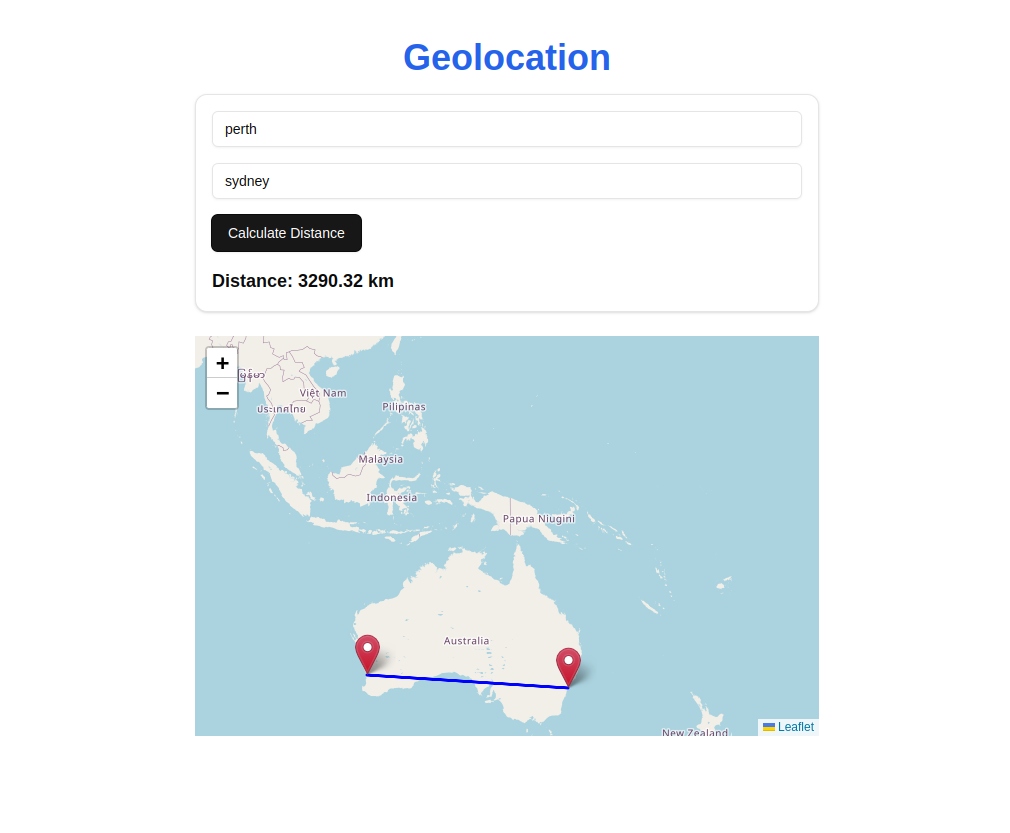 Geolocation
perth
sydney
Calculate Distance
Distance: 3290.32 km
+
−
မြန်မာ
Việt Nam
ประเทศไทย
Pilipinas
Malaysia
Indonesia
Papua Niugini
Australia
New Zealand
Leaflet